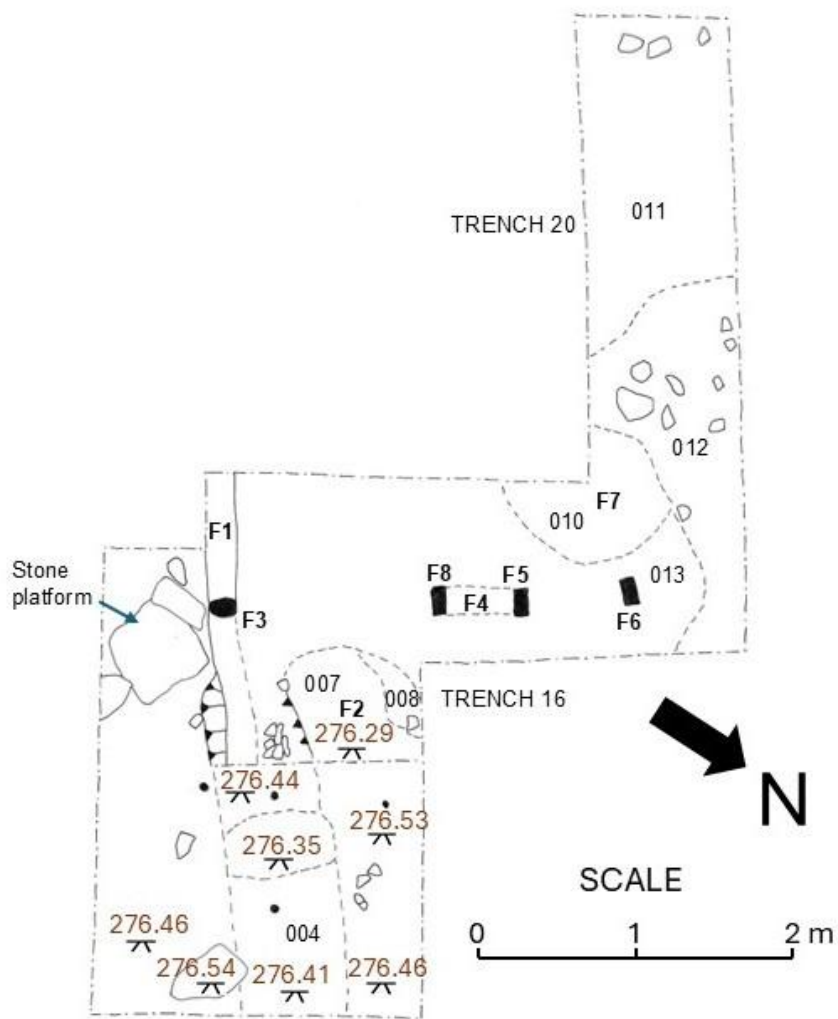 011
TRENCH 20
012
F1
F7
010
Stone
platform
F8
F5
013
F4
F3
F6
007
008
TRENCH 16
F2
276.29
276.44
276.53
N
276.35
SCALE
276.46
004
0
1
2 m
276.54
276.41
276.46